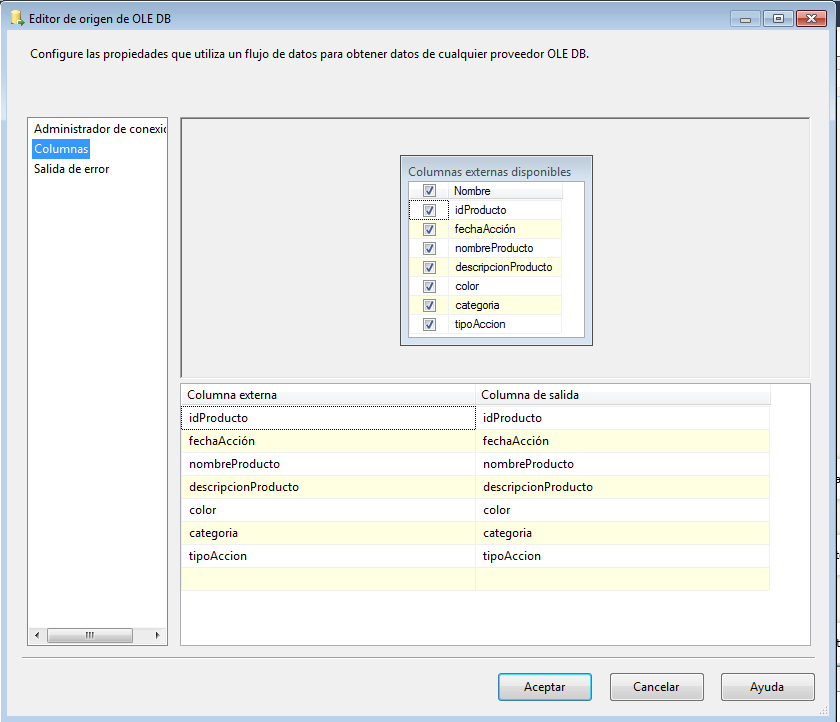 Editor de origen de OLE DB
Configure las propiedades que utiliza un flujo de datos para obtener datos de cualquier proveedor OLE DB.
Administrador de conexio
Columnas
Salida de error
Columnas externas disponibles
Nombre
idProducto
fechaAcción
nombreProducto
descripcionProducto
color
categoria
tipoAccion
Columna externa Columna de salida
idProducto idProducto
fechaAcción fechaAcción
nombreProducto nombreProducto
descripcionProducto descripcionProducto
color color
categoria categoria
tipoAccion tipoAccion
Aceptar Cancelar Ayuda